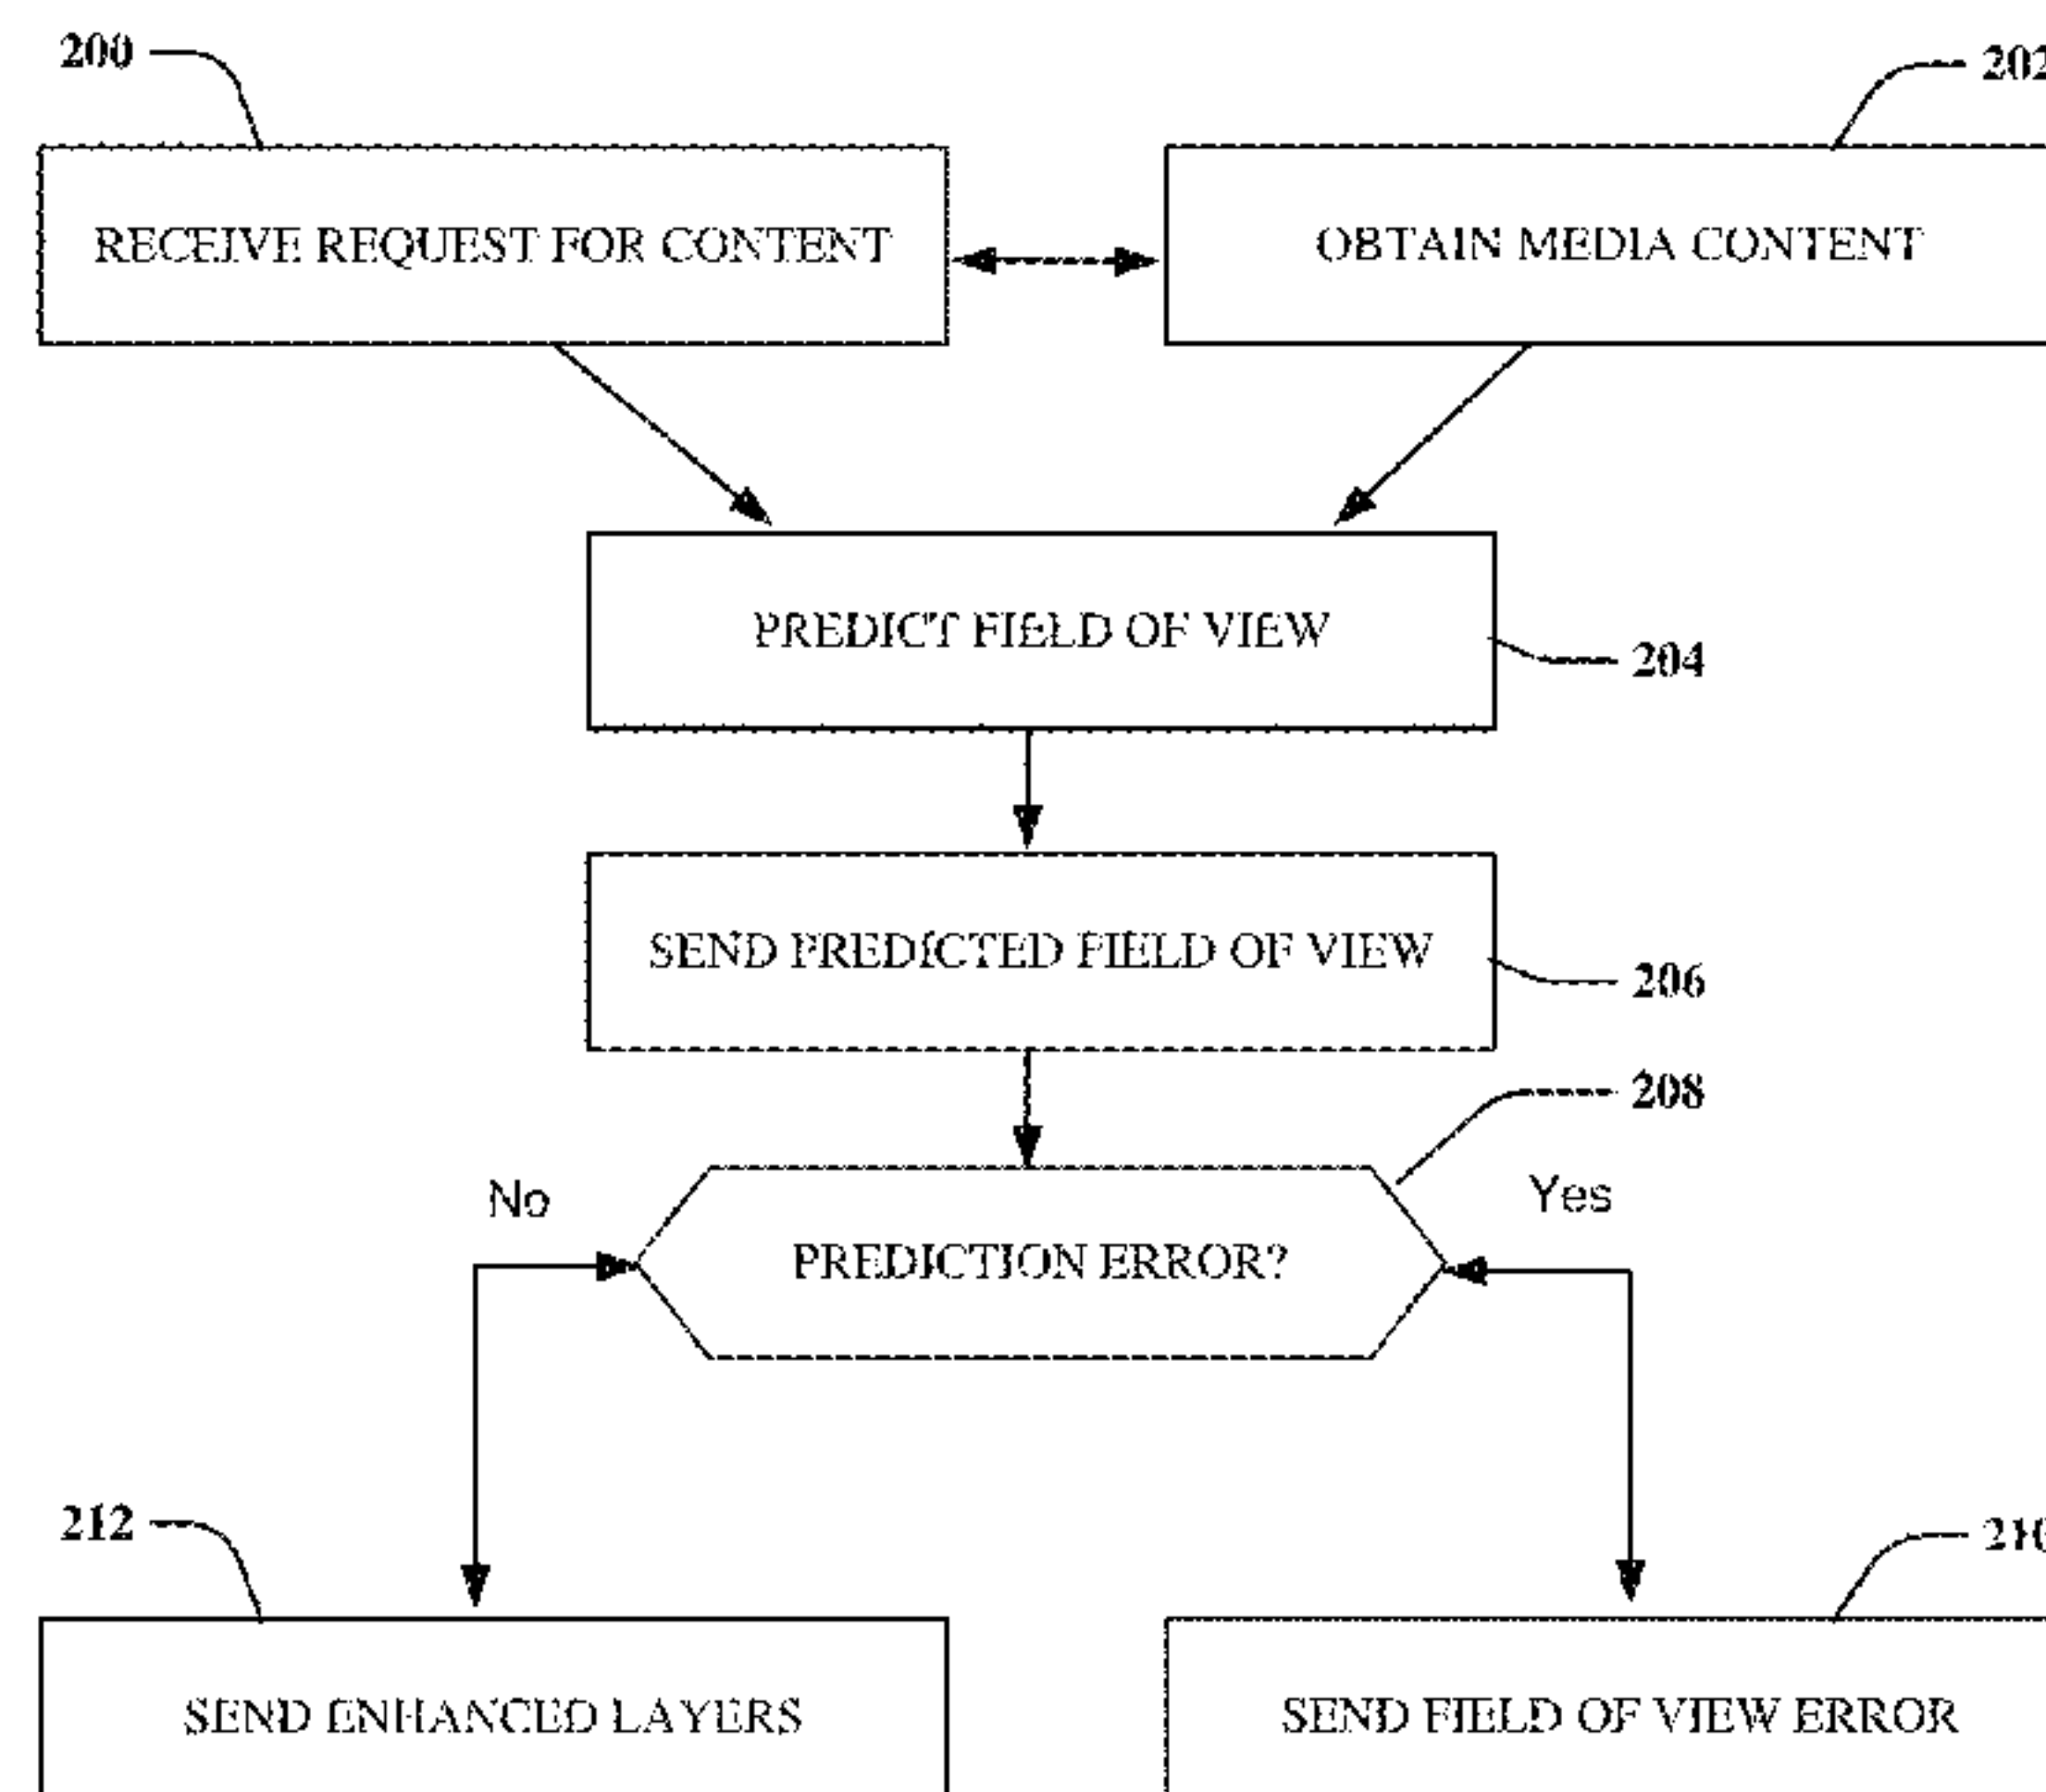 200
202
RECEIVE REQUEST FOR CONTENT
OBTAIN MEDIA CONTENT
PREDICT FIELD OF VIEW
204
SEND PREDICTED FIELD OF VIEW
206
208
No
Yes
PREDICTION ERROR?
212
210
SEND ENHANCED LAYERS
SEND FIELD OF VIEW ERROR